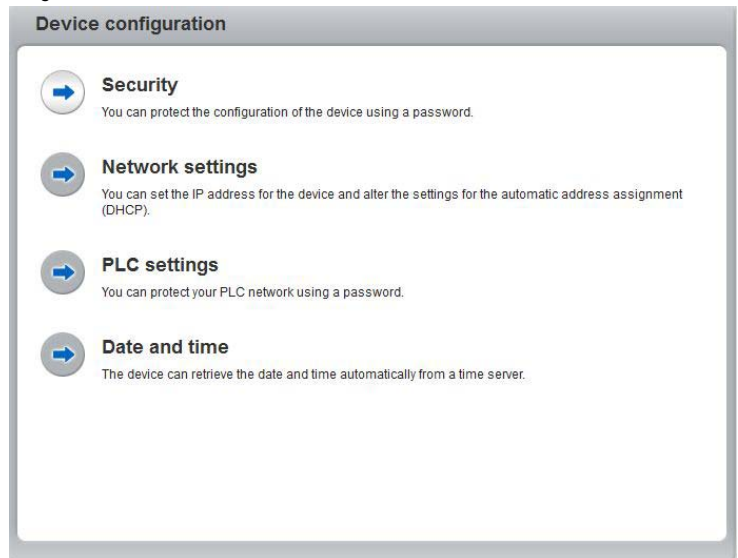 Device configuration
Security
You can protect the configuration of the device using a password.
Network settings
You can set the IP address for the device and alter the settings for the automatic address assignment
(DHCP).
PLC settings
You can protect your PLC network using a password.
Date and time
The device can retrieve the date and time automatically from a time server.